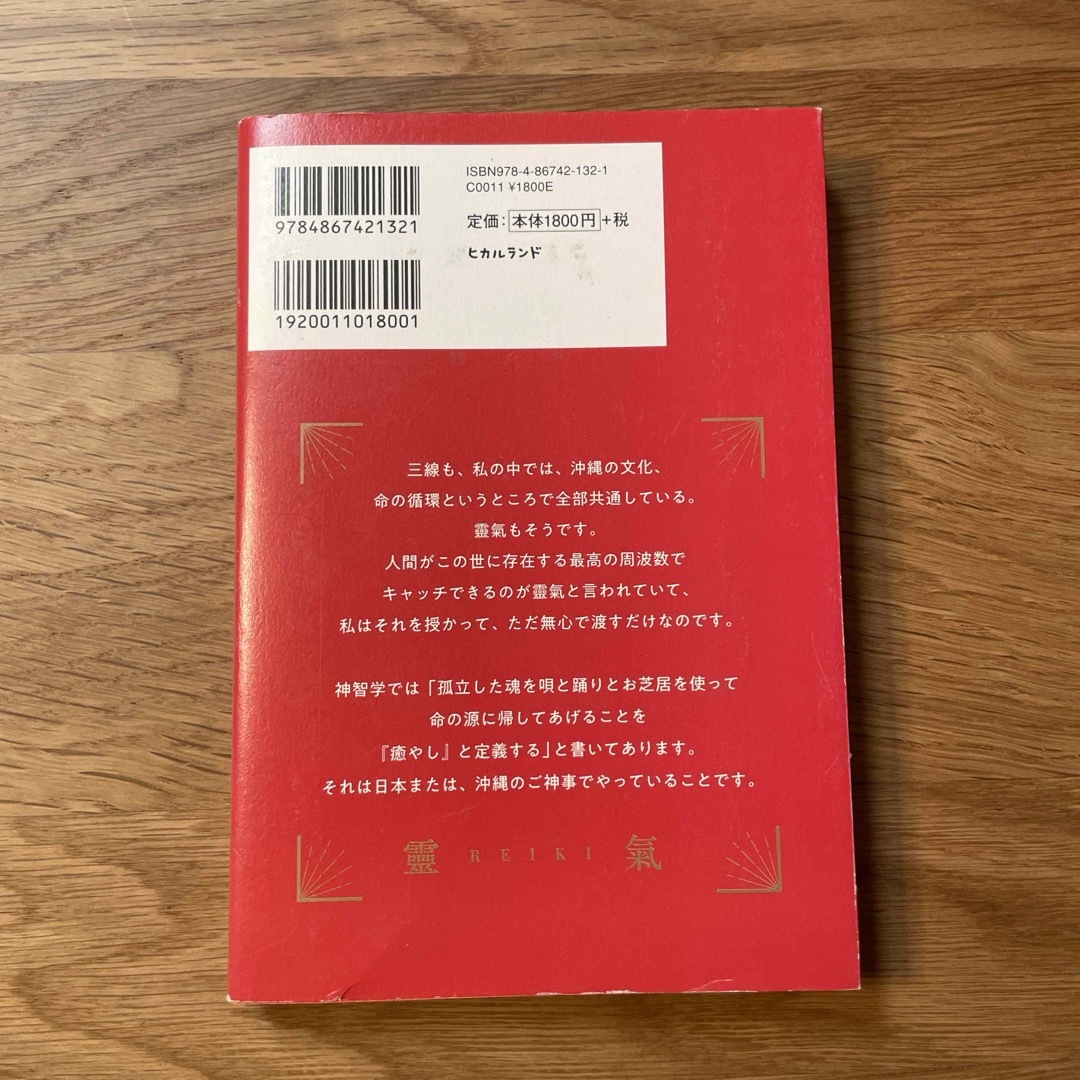 ISBN978-4-86742-132-1
C0011 ¥1800E
9784867421321
定価：本体1800円+税
ヒカルランド
1920011018001
三線も、私の中では、沖縄の文化、
命の循環というところで全部共通している。
靈氣もそうです。
人間がこの世に存在する最高の周波数で
キャッチできるのが靈氣と言われていて、
私はそれを授かって、ただ無心で渡すだけなのです。
神智学では「孤立した魂を唄と踊りとお芝居を使って
命の源に帰してあげることを
『癒やし』と定義する」と書いてあります。
それは日本または、沖縄のご神事でやっていることです。
靈 REIKI 氣